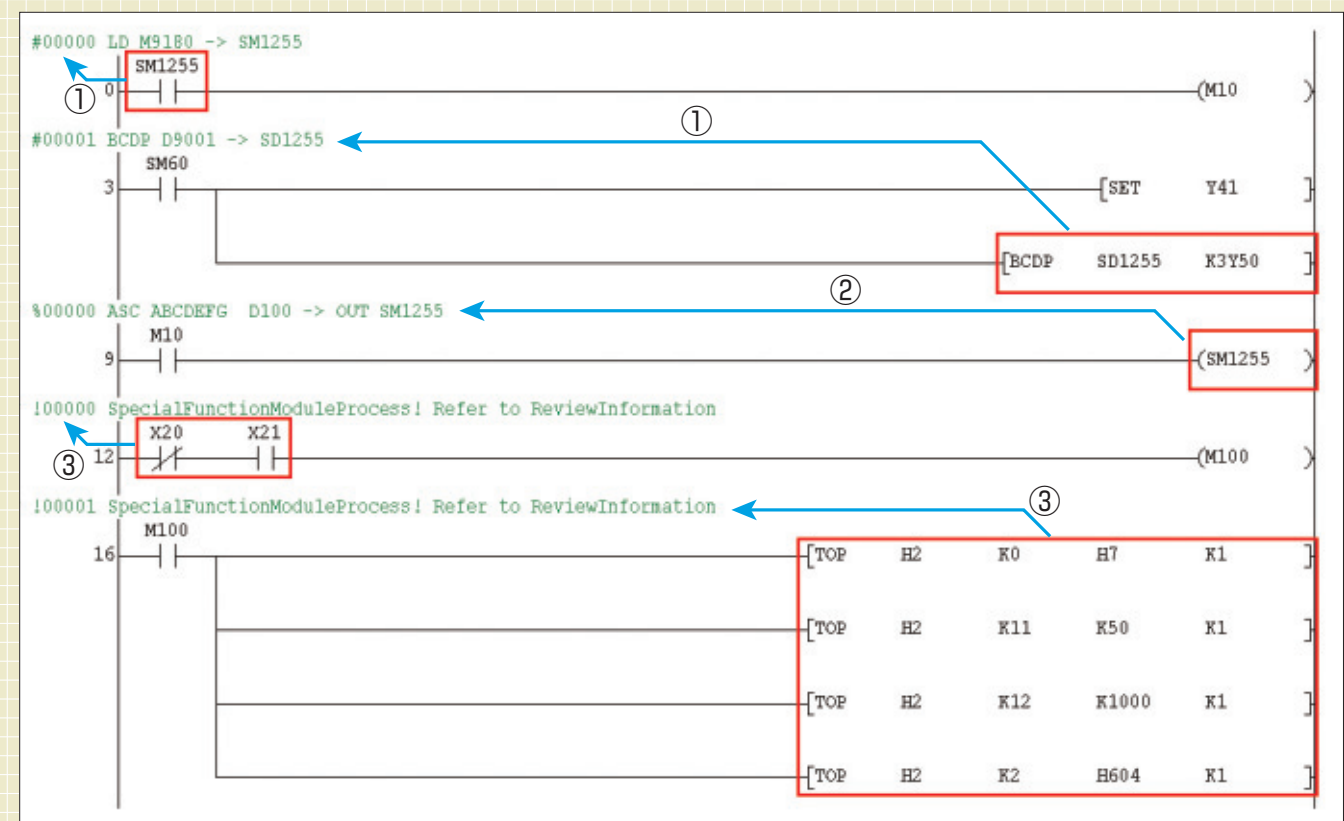 #00000 LD M9180 -> SM1255
SM1255
① 0 (M10 )
①
#00001 BCDP D9001 -> SD1255
SM60
3 [SET Y41 ]
[BCDP SD1255 K3Y50 ]
②
%00000 ASC ABCDEFG D100 -> OUT SM1255
M10
9 (SM1255 )
!00000 SpecialFunctionModuleProcess! Refer to ReviewInformation
X20 X21
③ 12 (M100 )
!00001 SpecialFunctionModuleProcess! Refer to ReviewInformation
③
M100
16 [TOP H2 K0 H7 K1 ]
[TOP H2 K11 K50 K1 ]
[TOP H2 K12 K1000 K1 ]
[TOP H2 K2 H604 K1 ]